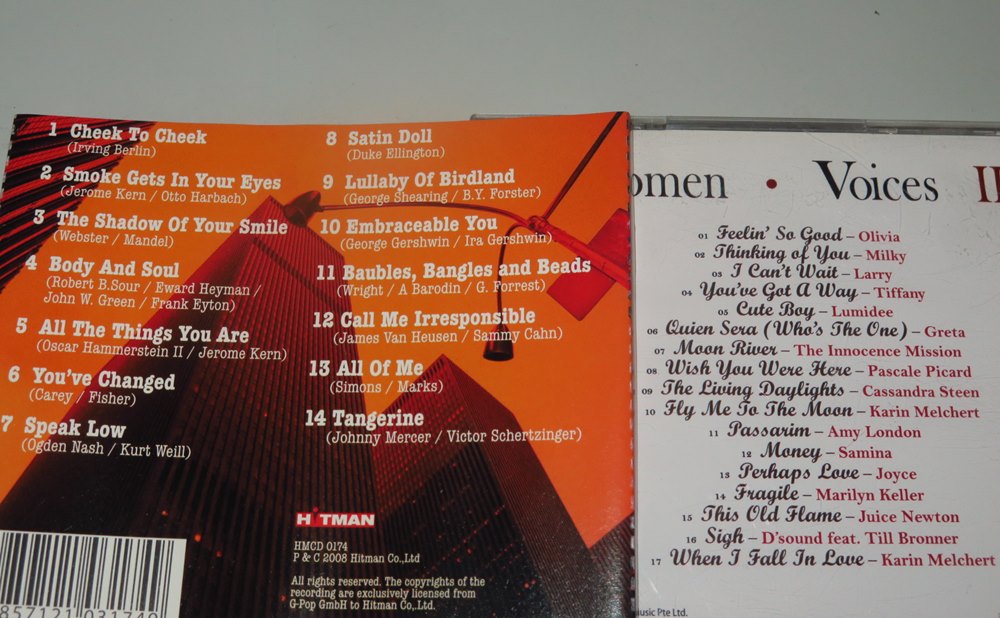 1 Cheek To Cheek
(Irving Berlin)
2 Smoke Gets In Your Eyes
(Jerome Kern / Otto Harbach)
3 The Shadow Of Your Smile
(Webster / Mandel)
4 Body And Soul
(Robert B.Sour / Eward Heyman /
John W. Green / Frank Eyton)
5 All The Things You Are
(Oscar Hammerstein II / Jerome Kern)
6 You've Changed
(Carey / Fisher)
7 Speak Low
(Ogden Nash / Kurt Weill)
8 Satin Doll
(Duke Ellington)
9 Lullaby Of Birdland
(George Shearing / B.Y. Forster)
10 Embraceable You
(George Gershwin / Ira Gershwin)
11 Baubles, Bangles and Beads
(Wright / A Barodin / G. Forrest)
12 Call Me Irresponsible
(James Van Heusen / Sammy Cahn)
13 All Of Me
(Simons / Marks)
14 Tangerine
(Johnny Mercer / Victor Schertzinger)
HITMAN
HMCD 0174
P & C 2008 Hitman Co.,Ltd
All rights reserved. The copyrights of the
recording are exclusively licensed from
G-Pop GmbH to Hitman Co,.Ltd.
857121 031740
omen • Voices II
01 Feelin' So Good – Olivia
02 Thinking of You – Milky
03 I Can't Wait – Larry
04 You've Got A Way – Tiffany
05 Cute Boy – Lumidee
06 Quien Sera (Who's The One) – Greta
07 Moon River – The Innocence Mission
08 Wish You Were Here – Pascale Picard
09 The Living Daylights – Cassandra Steen
10 Fly Me To The Moon – Karin Melchert
11 Passarim – Amy London
12 Money – Samina
13 Perhaps Love – Joyce
14 Fragile – Marilyn Keller
15 This Old Flame – Juice Newton
16 Sigh – D'sound feat. Till Bronner
17 When I Fall In Love – Karin Melchert
usic Pte Ltd.